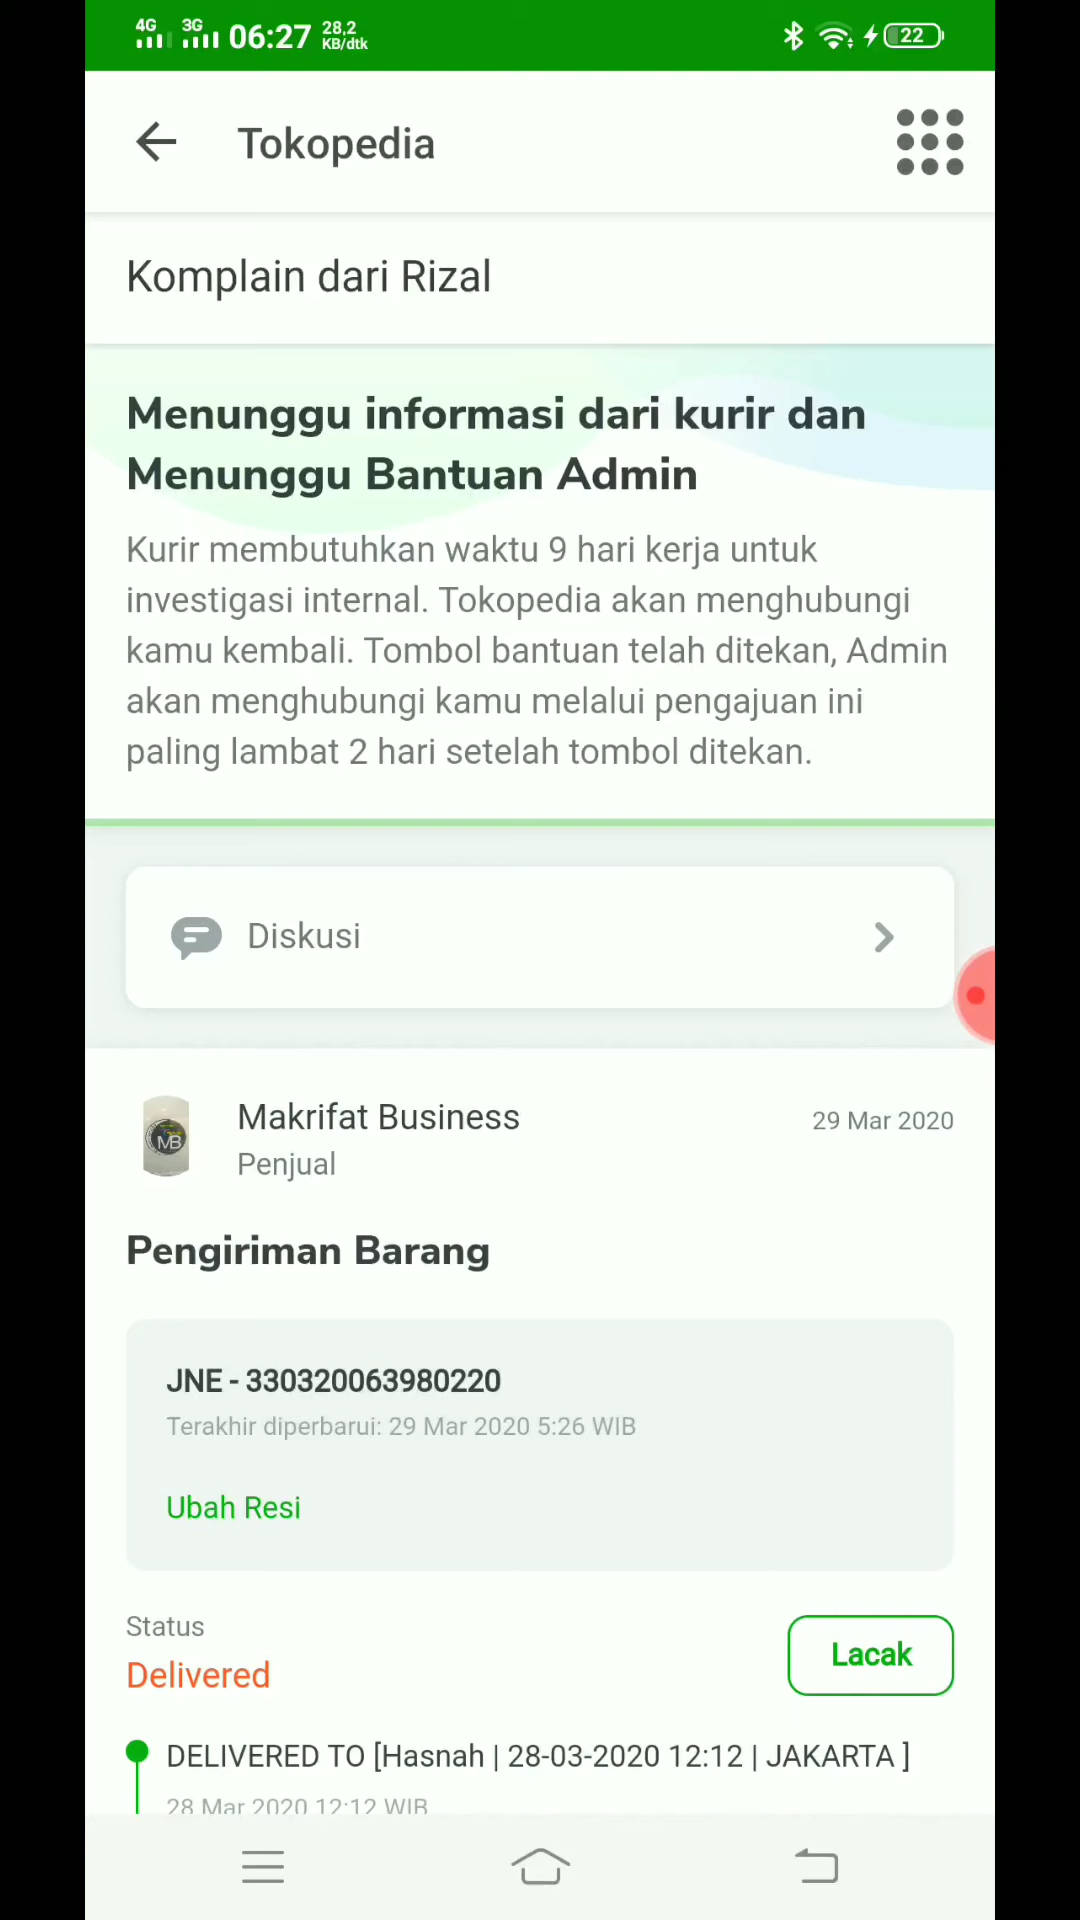 4G 3G 06:27 28,2 KB/dtk 22
Tokopedia
Komplain dari Rizal
Menunggu informasi dari kurir dan
Menunggu Bantuan Admin
Kurir membutuhkan waktu 9 hari kerja untuk
investigasi internal. Tokopedia akan menghubungi
kamu kembali. Tombol bantuan telah ditekan, Admin
akan menghubungi kamu melalui pengajuan ini
paling lambat 2 hari setelah tombol ditekan.
Diskusi
MB
Makrifat Business 29 Mar 2020
Penjual
Pengiriman Barang
JNE - 330320063980220
Terakhir diperbarui: 29 Mar 2020 5:26 WIB
Ubah Resi
Status
Delivered
Lacak
DELIVERED TO [Hasnah | 28-03-2020 12:12 | JAKARTA ]
28 Mar 2020 12:12 WIB